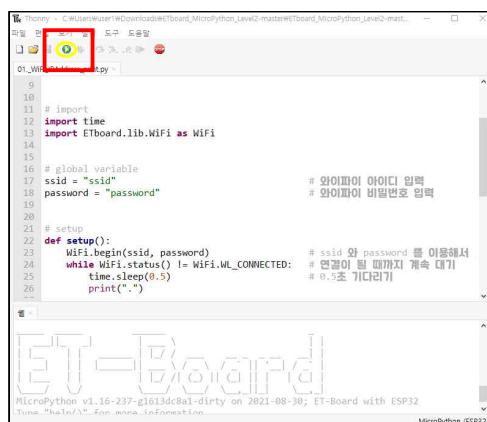 Thonny - C:\Users\user1\Downloads\ETboard_MicroPython_Level2-master\ETboard_MicroPython_Level2-mast...
파일 보기 도구 도움말
9
10
11 # import
12 import time
13 import ETboard.lib.WiFi as WiFi
14
15
16 # global variable
17 ssid = "ssid" # 와이파이 아이디 입력
18 password = "password" # 와이파이 비밀번호 입력
19
20
21 # setup
22 def setup():
23 WiFi.begin(ssid, password) # ssid 와 password 를 이용해서
24 while WiFi.status() != WiFi.WL_CONNECTED: # 연결이 될 때까지 계속 대기
25 time.sleep(0.5) # 0.5초 기다리기
26 print(".")
쉘
MicroPython v1.16-237-g1613dc8a1-dirty on 2021-08-30; ET-Board with ESP32
Type "help()" for more information.
MicroPython (ESP32)